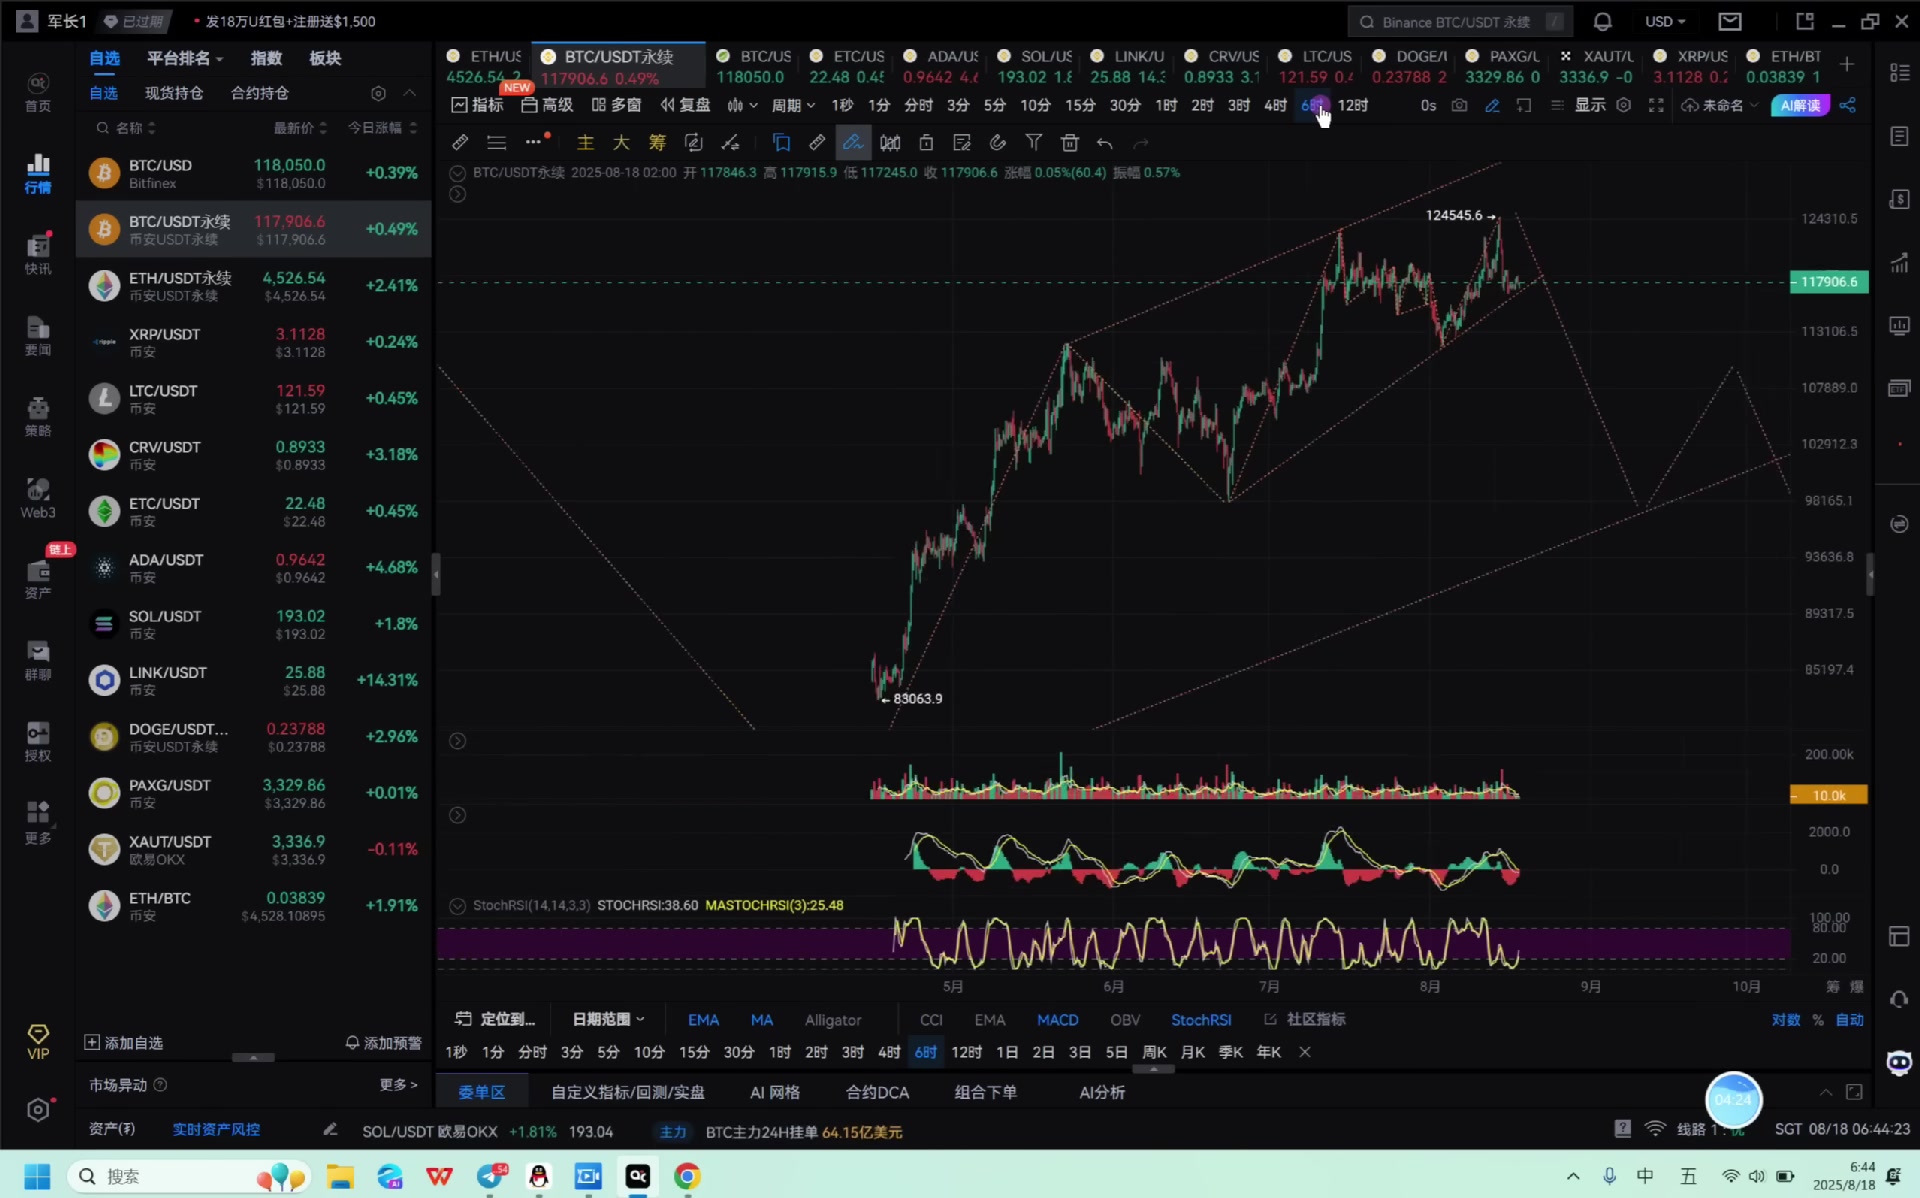 军长1 已过期 发18万U红包+注册送$1,500 Binance BTC/USDT 永续 / USD
首页
行情
快讯
要闻
策略
Web3
链上
资产
群聊
授权
更多
VIP
自选 平台排名 指数 板块
自选 现货持仓 合约持仓
名称 最新价 今日涨幅
BTC/USD 118,050.0 +0.39%
Bitfinex $118,050.0
BTC/USDT永续 117,906.6 +0.49%
币安USDT永续 $117,906.6
ETH/USDT永续 4,526.54 +2.41%
币安USDT永续 $4,526.54
XRP/USDT 3.1128 +0.24%
币安 $3.1128
LTC/USDT 121.59 +0.45%
币安 $121.59
CRV/USDT 0.8933 +3.18%
币安 $0.8933
ETC/USDT 22.48 +0.45%
币安 $22.48
ADA/USDT 0.9642 +4.68%
币安 $0.9642
SOL/USDT 193.02 +1.8%
币安 $193.02
LINK/USDT 25.88 +14.31%
币安 $25.88
DOGE/USDT... 0.23788 +2.96%
币安USDT永续 $0.23788
PAXG/USDT 3,329.86 +0.01%
币安 $3,329.86
XAUT/USDT 3,336.9 -0.11%
欧易OKX $3,336.9
ETH/BTC 0.03839 +1.91%
币安 $4,528.10895
添加自选 添加预警
市场异动 更多 >
ETH/US BTC/USDT永续 BTC/US ETC/US ADA/US SOL/US LINK/U CRV/US LTC/US DOGE/ PAXG/L XAUT/L XRP/US ETH/BT
4526.54 2 117906.6 0.49% 118050.0 22.48 0.45 0.9642 4.6 193.02 1.8 25.88 14.3 0.8933 3.1 121.59 0.4 0.23788 2 3329.86 0 3336.9 -0 3.1128 0.2 0.03839 1
NEW
指标 高级 多窗 复盘 周期 1秒 1分 分时 3分 5分 10分 15分 30分 1时 2时 3时 4时 6时 12时 0s 显示 未命名 AI解读
主 大 筹
BTC/USDT永续 2025-08-18 02:00 开 117846.3 高 117915.9 低 117245.0 收 117906.6 涨幅 0.05%(60.4) 振幅 0.57%
124545.6
83063.9
124310.5
117906.6
113106.5
107889.0
102912.3
98165.1
93636.8
89317.5
85197.4
200.00k
10.0k
2000.0
0.0
StochRSI(14,14,3,3) STOCHRSI:38.60 MASTOCHRSI(3):25.48
100.00
80.00
20.00
5月 6月 7月 8月 9月 10月 筹 爆
定位到... 日期范围 EMA MA Alligator CCI EMA MACD OBV StochRSI 社区指标 对数 % 自动
1秒 1分 分时 3分 5分 10分 15分 30分 1时 2时 3时 4时 6时 12时 1日 2日 3日 5日 周K 月K 季K 年K
委单区 自定义指标/回测/实盘 AI 网格 合约DCA 组合下单 AI分析
04:24
资产(₮) 实时资产风控 SOL/USDT 欧易OKX +1.81% 193.04 主力 BTC主力24H挂单 64.15亿美元 线路 1 SGT 08/18 06:44:23
搜索 54 中 五 6:44
2025/8/18